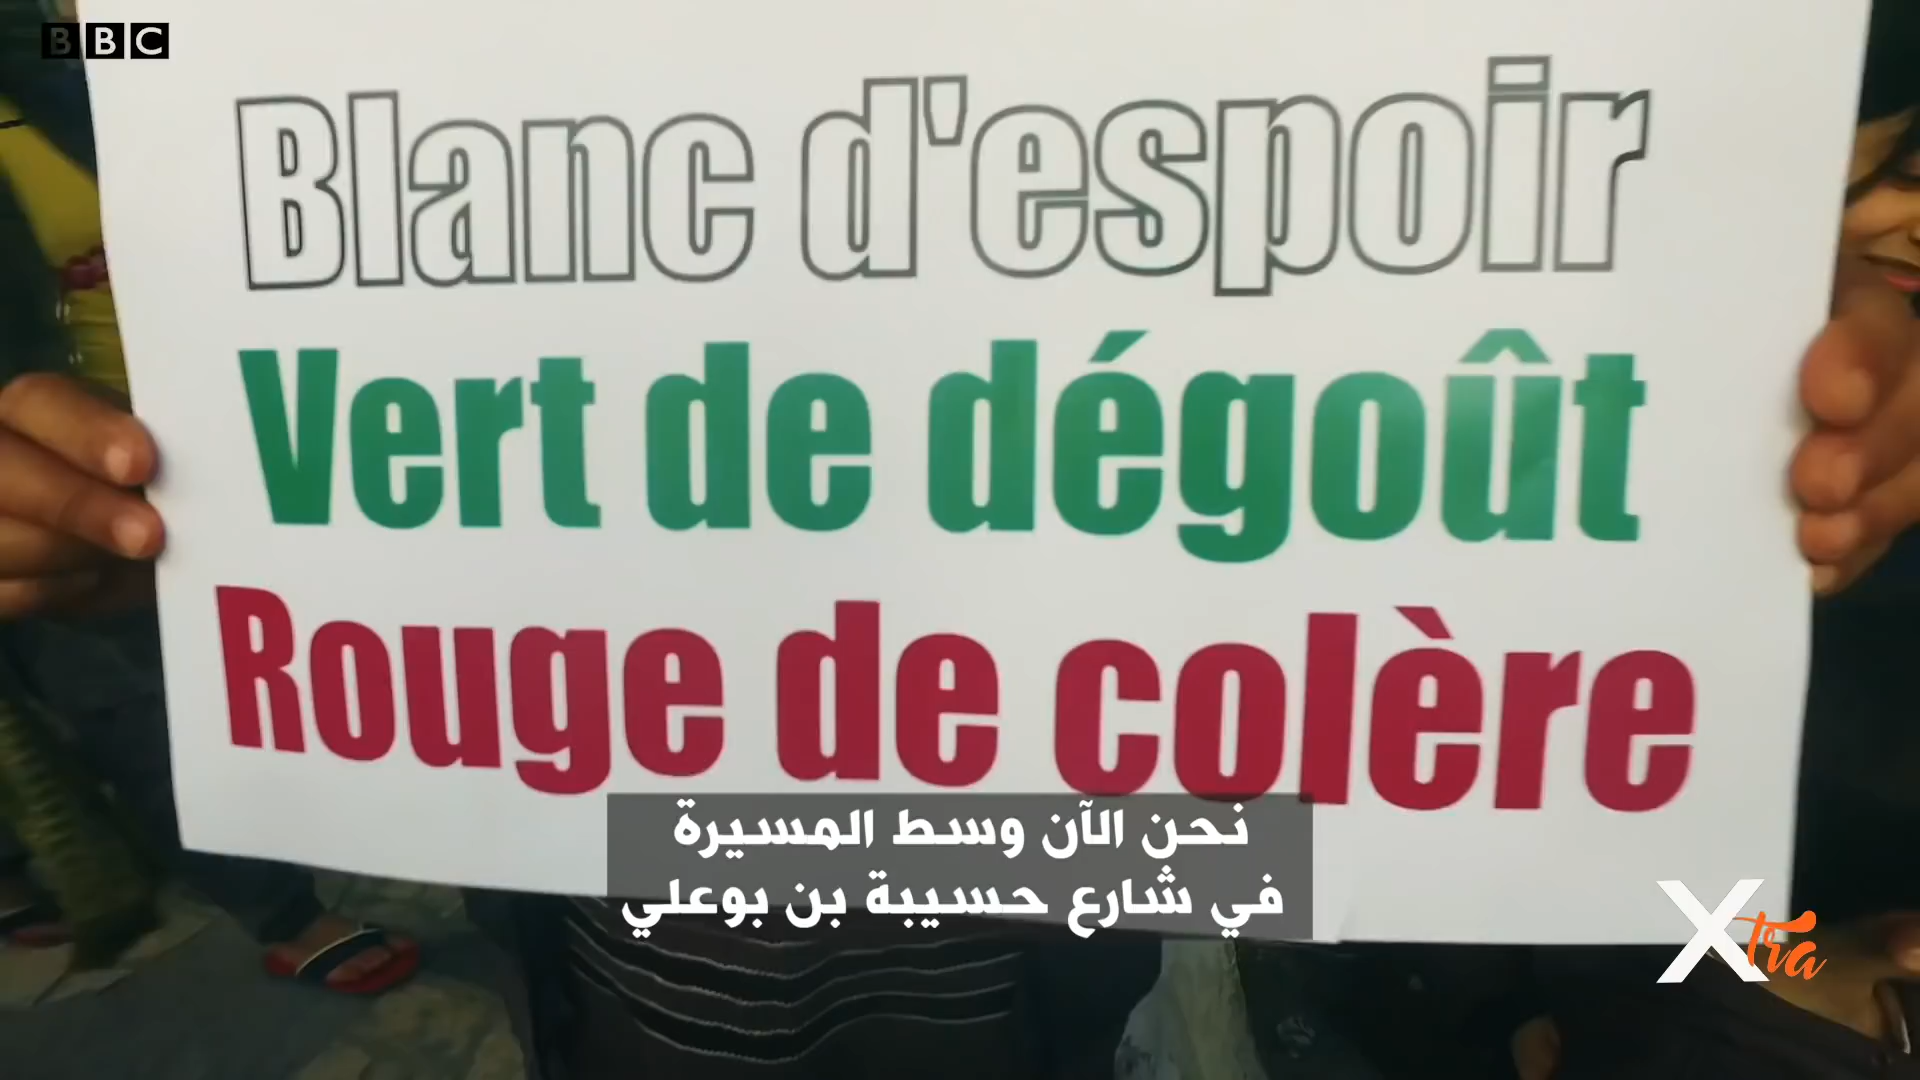 BBC
Blanc d'espoir
Vert de dégoût
Rouge de colère
نحن الآن وسط المسيرة
في شارع حسيبة بن بوعلي
Xtra